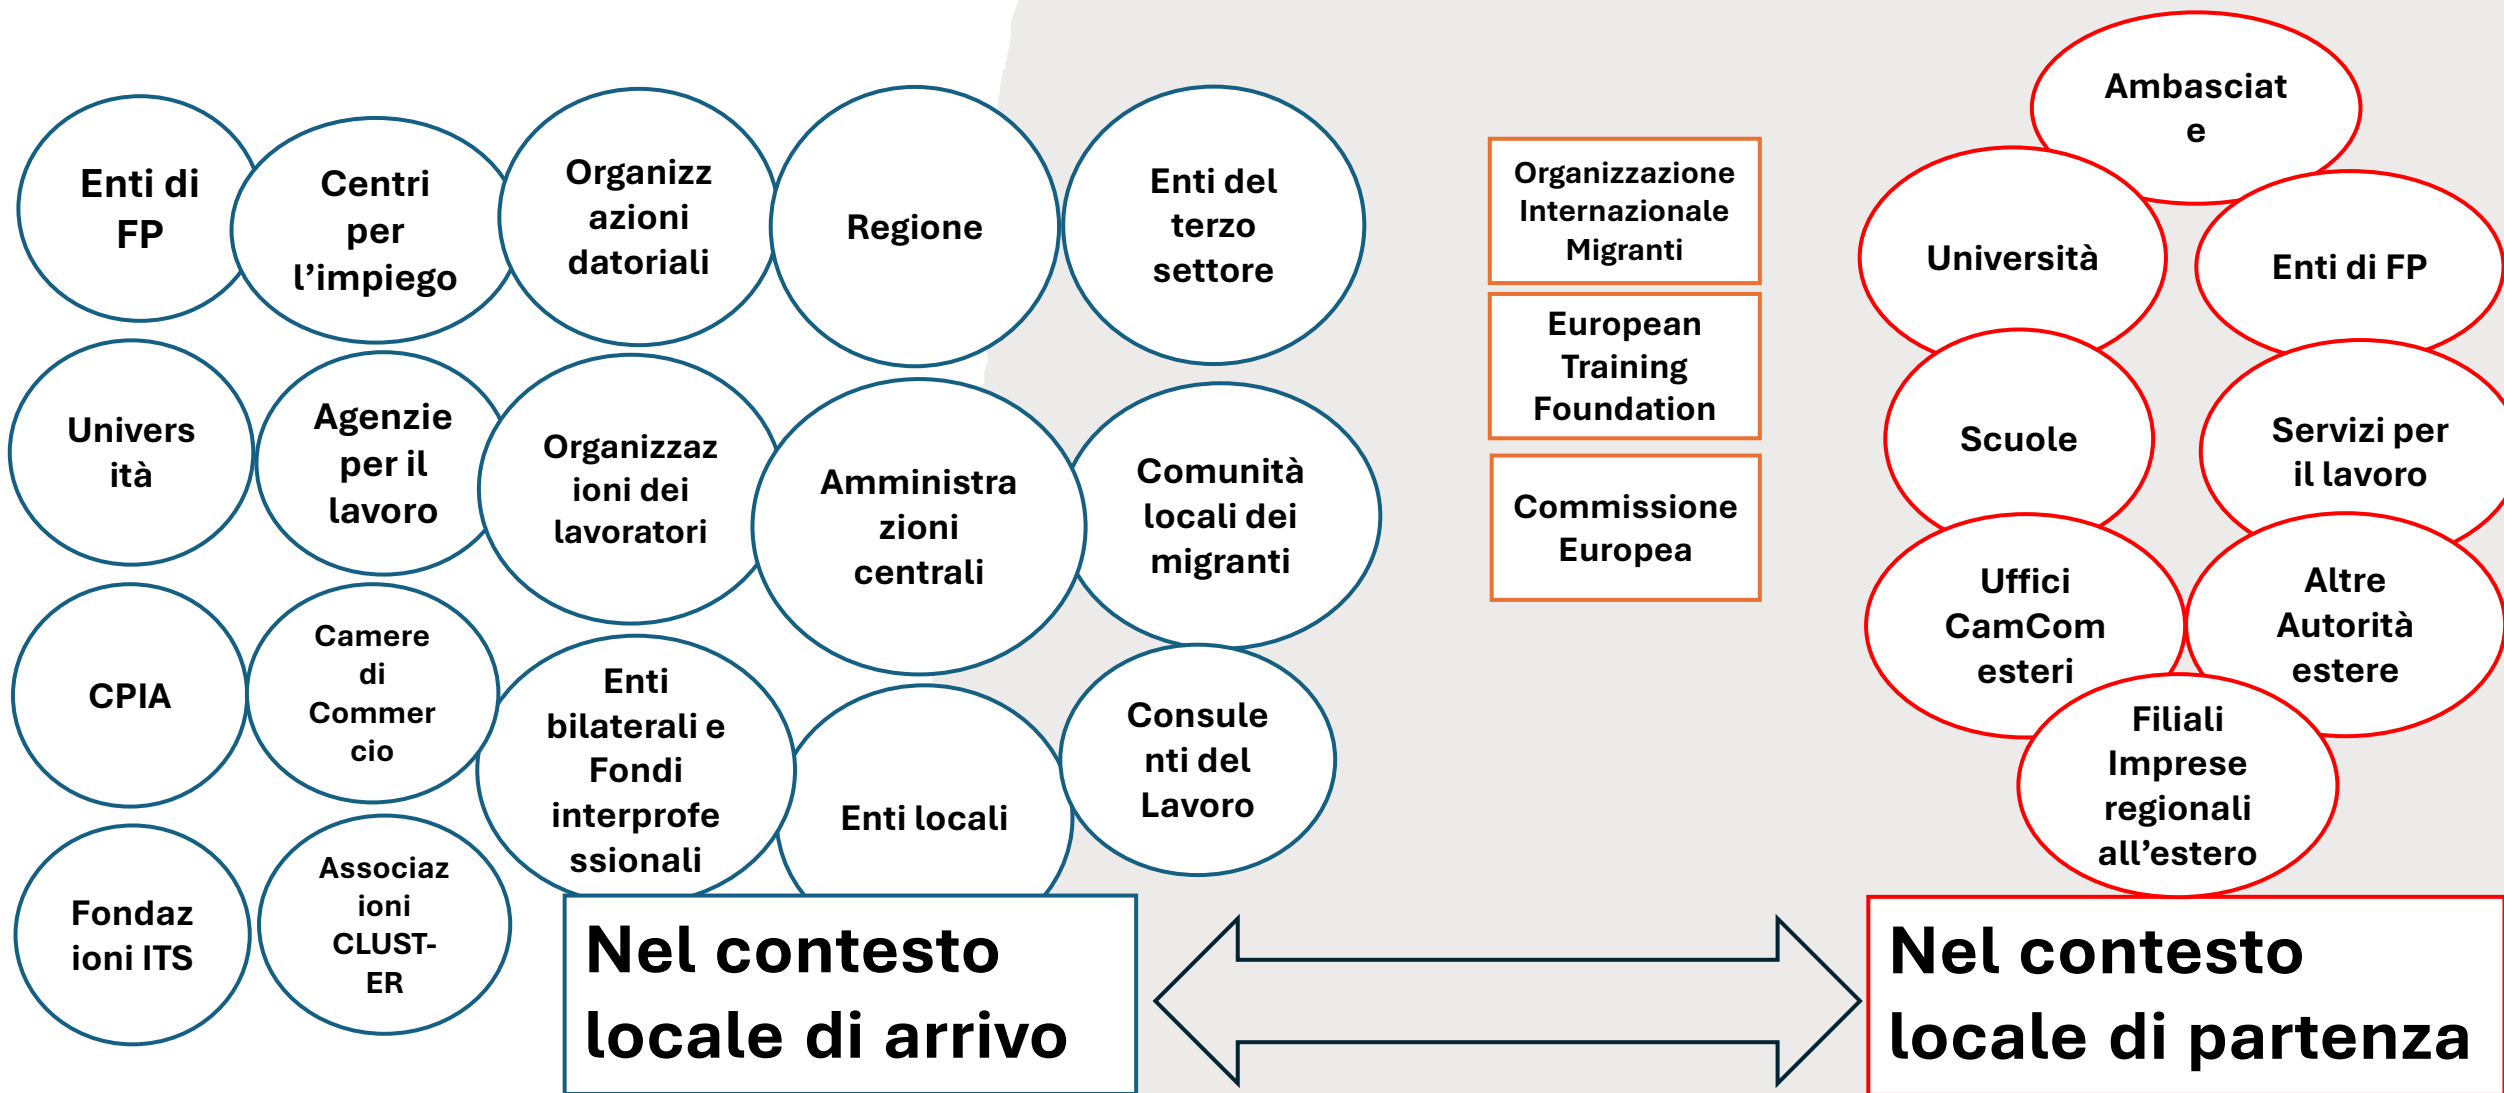 Enti di
FP
Centri
per
l’impiego
Organizz
azioni
datoriali
Regione
Enti del
terzo
settore
Univers
ità
Agenzie
per il
lavoro
Organizzaz
ioni dei
lavoratori
Amministra
zioni
centrali
Comunità
locali dei
migranti
CPIA
Camere
di
Commer
cio
Enti
bilaterali e
Fondi
interprofe
ssionali
Enti locali
Consule
nti del
Lavoro
Fondaz
ioni ITS
Associaz
ioni
CLUST-
ER
Nel contesto
locale di arrivo
Organizzazione
Internazionale
Migranti
European
Training
Foundation
Commissione
Europea
Ambasciat
e
Università
Enti di FP
Scuole
Servizi per
il lavoro
Uffici
CamCom
esteri
Altre
Autorità
estere
Filiali
Imprese
regionali
all’estero
Nel contesto
locale di partenza